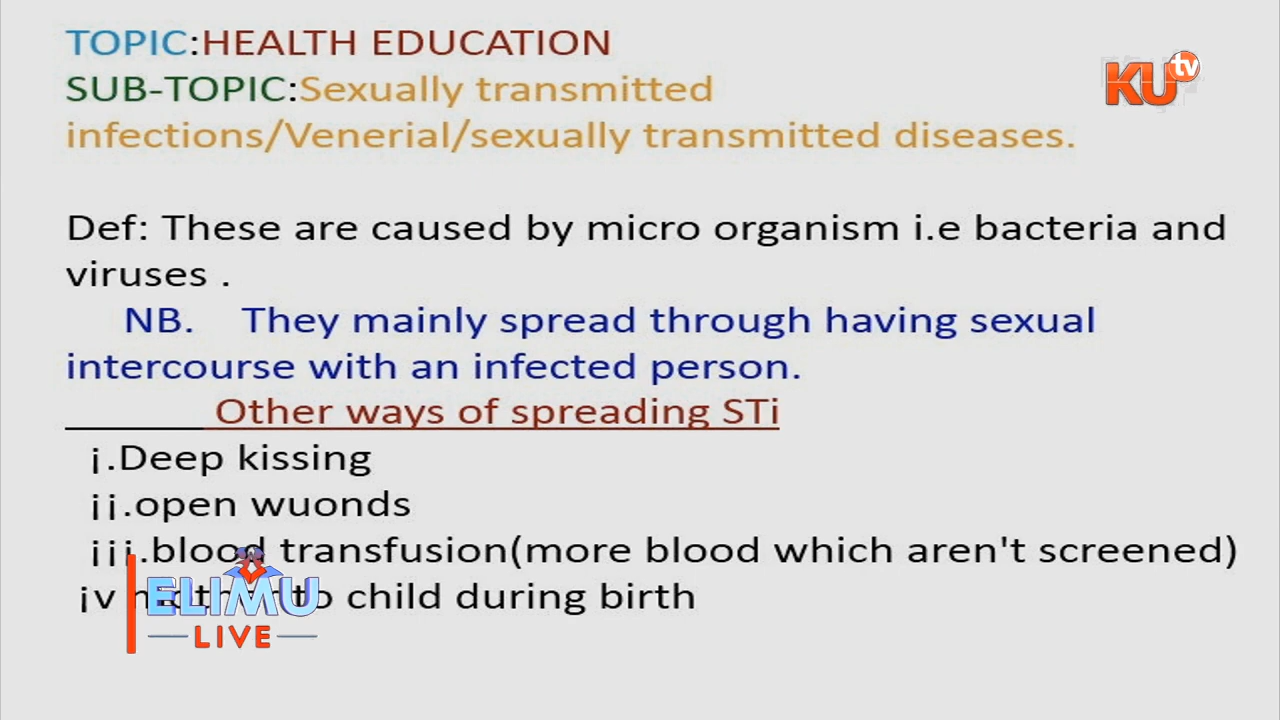 TOPIC:HEALTH EDUCATION
SUB-TOPIC:Sexually transmitted
infections/Venerial/sexually transmitted diseases.
KU tv
Def: These are caused by micro organism i.e bacteria and
viruses .
NB. They mainly spread through having sexual
intercourse with an infected person.
Other ways of spreading STi
i.Deep kissing
ii.open wuonds
iii.blood transfusion(more blood which aren't screened)
iv to child during birth
ELIMU
LIVE